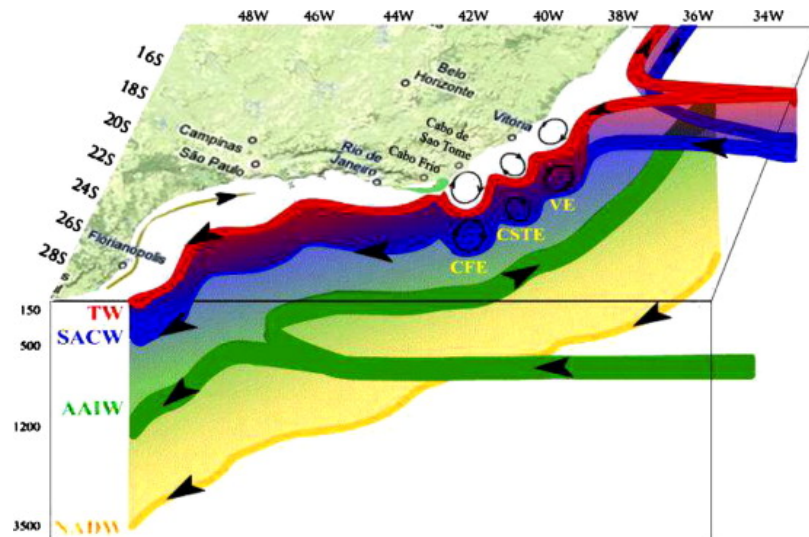 48W 46W 44W 42W 40W 38W 36W 34W
16S
18S
20S
22S
24S
26S
28S
Belo
Horizonte
Vitória
Cabo de
Sao Tome
Campinas
São Paulo
Rio de
Janeiro
Cabo Frio
Florianopolis
VE
CSTE
CFE
150
TW
SACW
500
AAIW
1200
3500
NADW